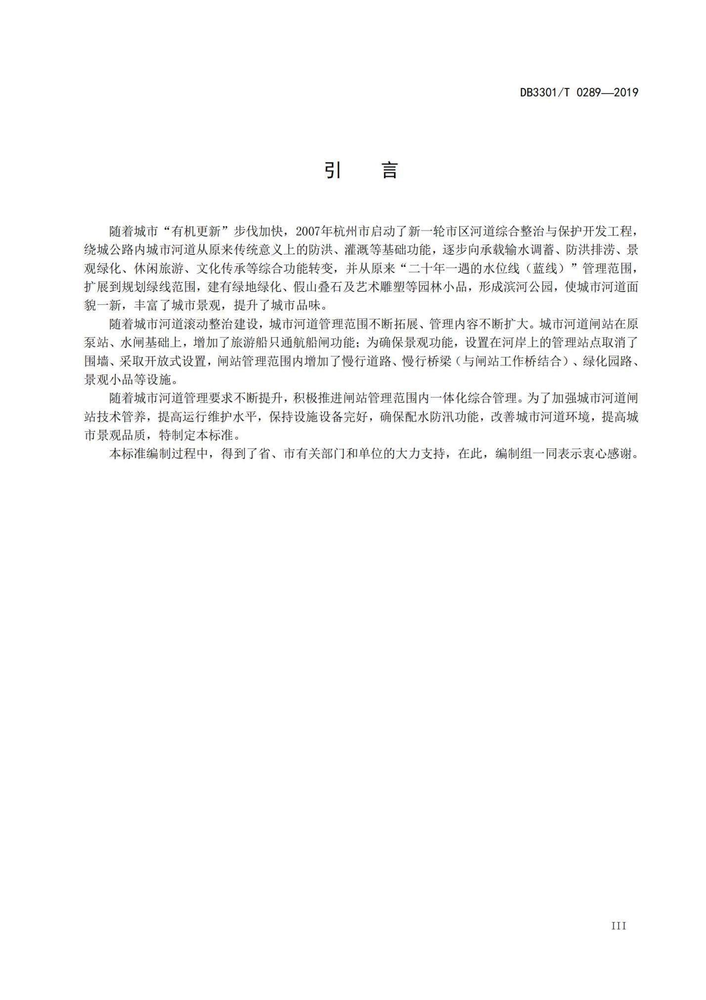 DB3301/T 0289—2019
引　　言
随着城市“有机更新”步伐加快，2007年杭州市启动了新一轮市区河道综合整治与保护开发工程，
绕城公路内城市河道从原来传统意义上的防洪、灌溉等基础功能，逐步向承载输水调蓄、防洪排涝、景
观绿化、休闲旅游、文化传承等综合功能转变，并从原来“二十年一遇的水位线（蓝线）”管理范围，
扩展到规划绿线范围，建有绿地绿化、假山叠石及艺术雕塑等园林小品，形成滨河公园，使城市河道面
貌一新，丰富了城市景观，提升了城市品味。
随着城市河道滚动整治建设，城市河道管理范围不断拓展、管理内容不断扩大。城市河道闸站在原
泵站、水闸基础上，增加了旅游船只通航船闸功能；为确保景观功能，设置在河岸上的管理站点取消了
围墙、采取开放式设置，闸站管理范围内增加了慢行道路、慢行桥梁（与闸站工作桥结合）、绿化园路、
景观小品等设施。
随着城市河道管理要求不断提升，积极推进闸站管理范围内一体化综合管理。为了加强城市河道闸
站技术管养，提高运行维护水平，保持设施设备完好，确保配水防汛功能，改善城市河道环境，提高城
市景观品质，特制定本标准。
本标准编制过程中，得到了省、市有关部门和单位的大力支持，在此，编制组一同表示衷心感谢。
III